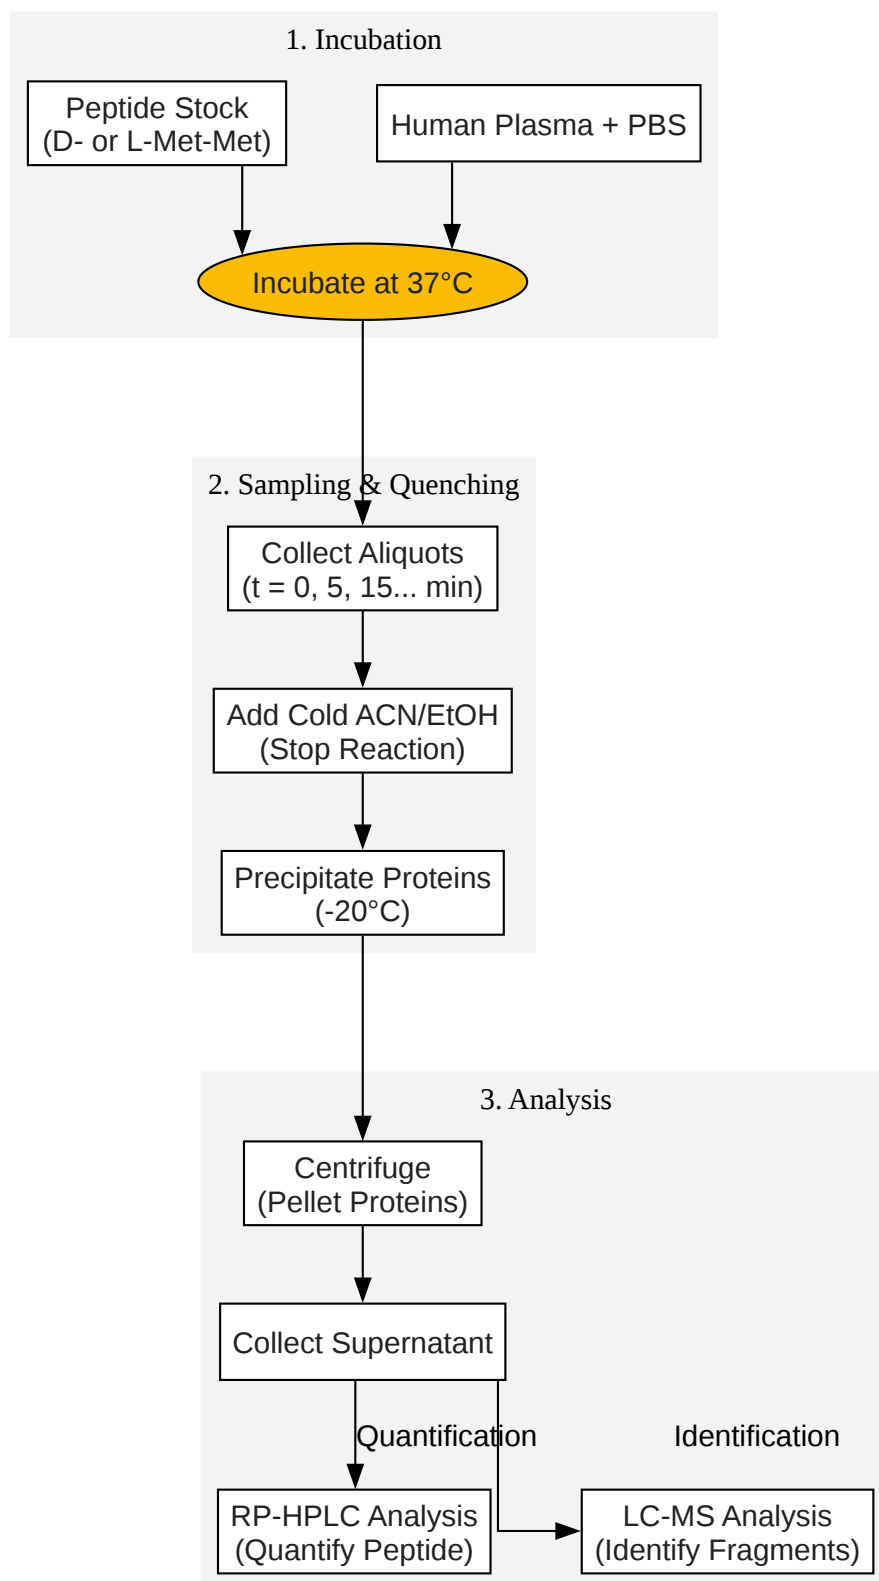 1. Incubation
Peptide Stock
(D- or L-Met-Met)
Human Plasma + PBS
Incubate at 37°C
2. Sampling & Quenching
Collect Aliquots
(t = 0, 5, 15... min)
Add Cold ACN/EtOH
(Stop Reaction)
Precipitate Proteins
(-20°C)
3. Analysis
Centrifuge
(Pellet Proteins)
Collect Supernatant
Quantification
Identification
RP-HPLC Analysis
(Quantify Peptide)
LC-MS Analysis
(Identify Fragments)